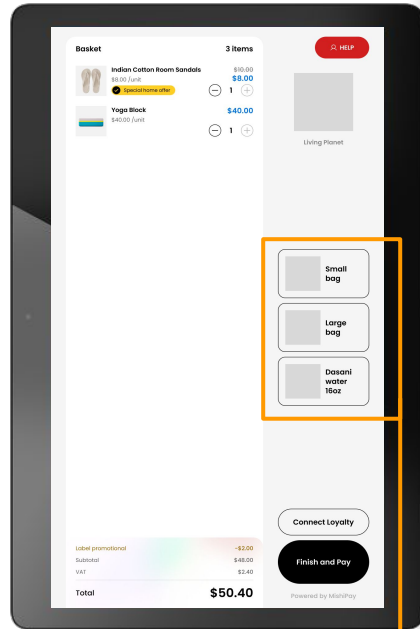 Basket 3 items
HELP
Indian Cotton Room Sandals $10.00
$8.00 /unit $8.00
Special home offer 1
Yoga Block $40.00
$40.00 /unit
1
Living Planet
Small
bag
Large
bag
Dasani
water
16oz
Connect Loyalty
Label promotional -$2.00
Subtotal $48.00
VAT $2.40
Finish and Pay
Total $50.40
Powered by MishiPay